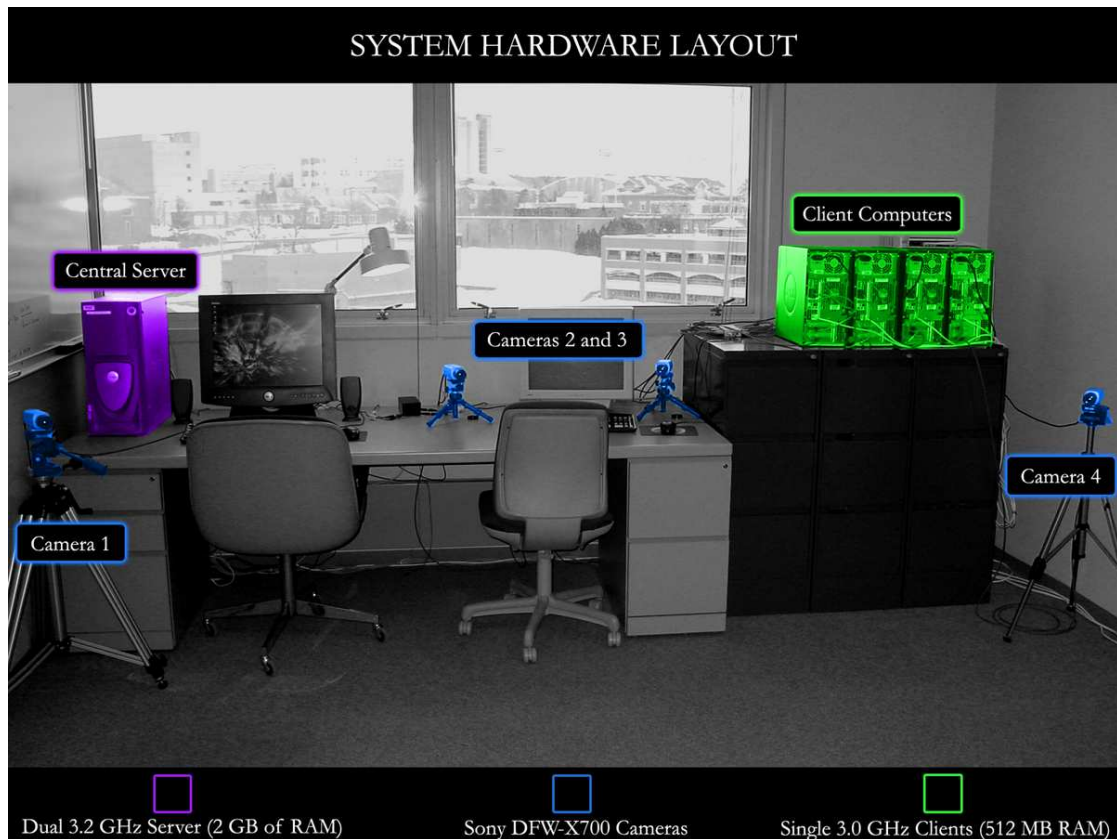 SYSTEM HARDWARE LAYOUT
Client Computers
Central Server
Cameras 2 and 3
Camera 4
Camera 1
Dual 3.2 GHz Server (2 GB of RAM)
Sony DFW-X700 Cameras
Single 3.0 GHz Clients (512 MB RAM)